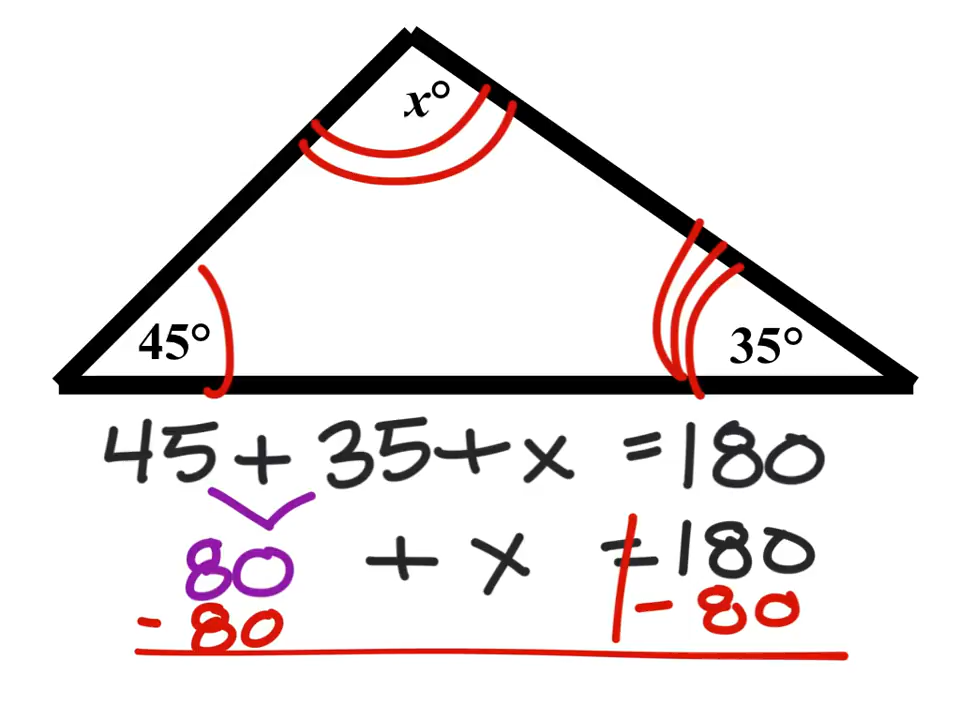 x°
45° 35°
45 + 35 + x = 180
80 + x = 180
- 80 - 80